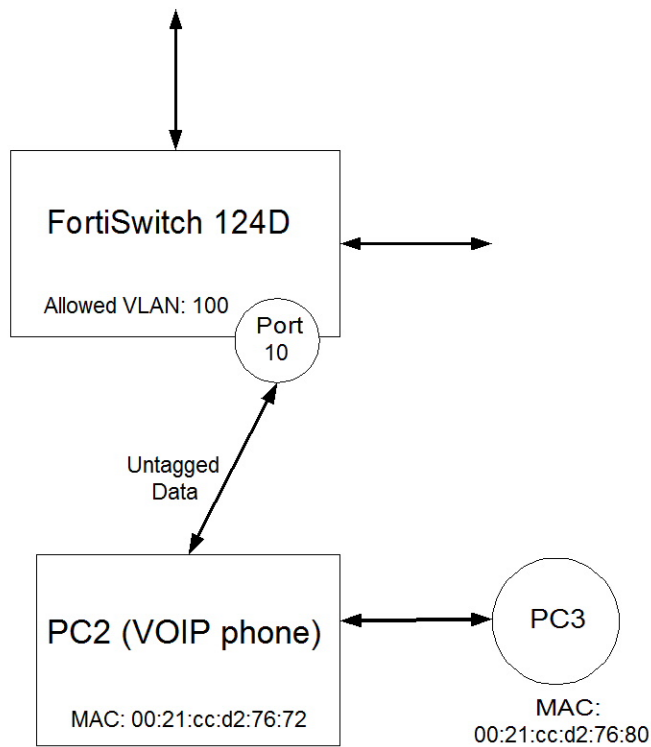 FortiSwitch 124D
Allowed VLAN: 100
Port
10
Untagged
Data
PC2 (VOIP phone)
MAC: 00:21:cc:d2:76:72
PC3
MAC:
00:21:cc:d2:76:80